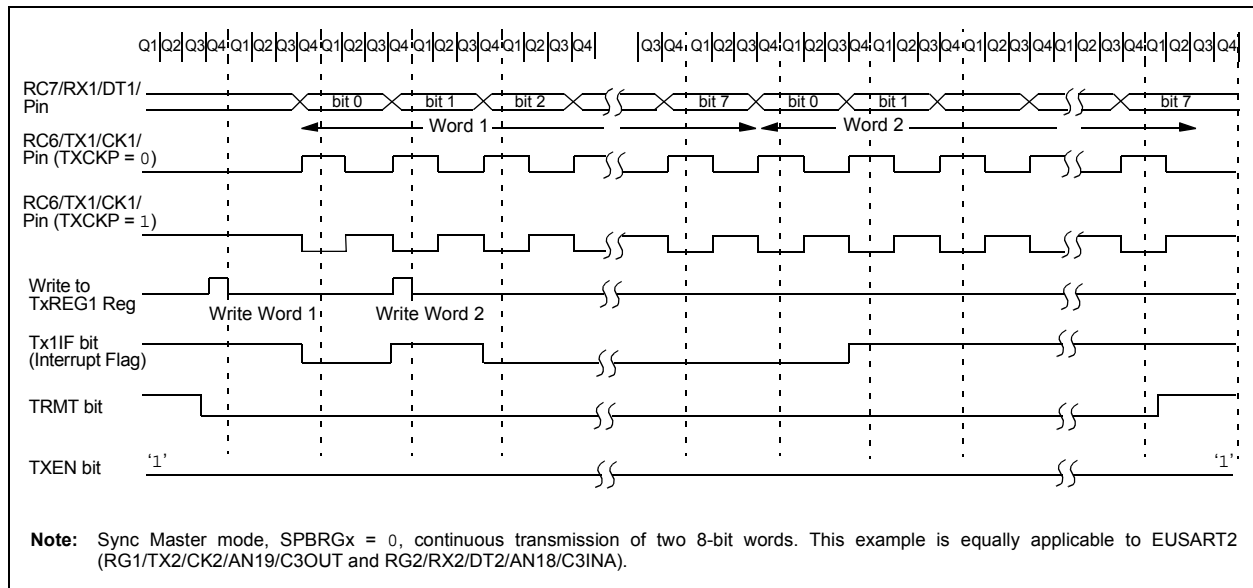 Q1 Q2 Q3 Q4 Q1 Q2 Q3 Q4 Q1 Q2 Q3 Q4 Q1 Q2 Q3 Q4 Q1 Q2 Q3 Q4 Q3 Q4 Q1 Q2 Q3 Q4 Q1 Q2 Q3 Q4 Q1 Q2 Q3 Q4 Q1 Q2 Q3 Q4 Q1 Q2 Q3 Q4 Q1 Q2 Q3 Q4
RC7/RX1/DT1/
Pin
bit 0 bit 1 bit 2 bit 7 bit 0 bit 1 bit 7
Word 1 Word 2
RC6/TX1/CK1/
Pin (TXCKP = 0)
RC6/TX1/CK1/
Pin (TXCKP = 1)
Write to
TxREG1 Reg
Write Word 1 Write Word 2
Tx1IF bit
(Interrupt Flag)
TRMT bit
TXEN bit
‘1’ ‘1’
Note: Sync Master mode, SPBRGx = 0, continuous transmission of two 8-bit words. This example is equally applicable to EUSART2
(RG1/TX2/CK2/AN19/C3OUT and RG2/RX2/DT2/AN18/C3INA).